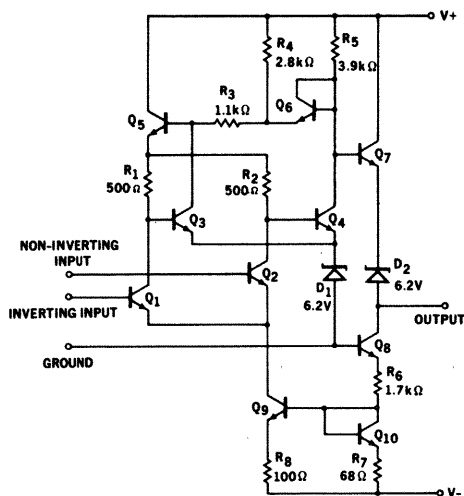 V+
R4
2.8kΩ
R5
3.9kΩ
R3
1.1kΩ
Q6
Q5
Q7
R1
500Ω
R2
500Ω
Q3
Q4
NON-INVERTING
INPUT
Q2
D1
6.2V
D2
6.2V
Q1
INVERTING INPUT
OUTPUT
GROUND
Q8
R6
1.7kΩ
Q9
Q10
R8
100Ω
R7
68Ω
V-